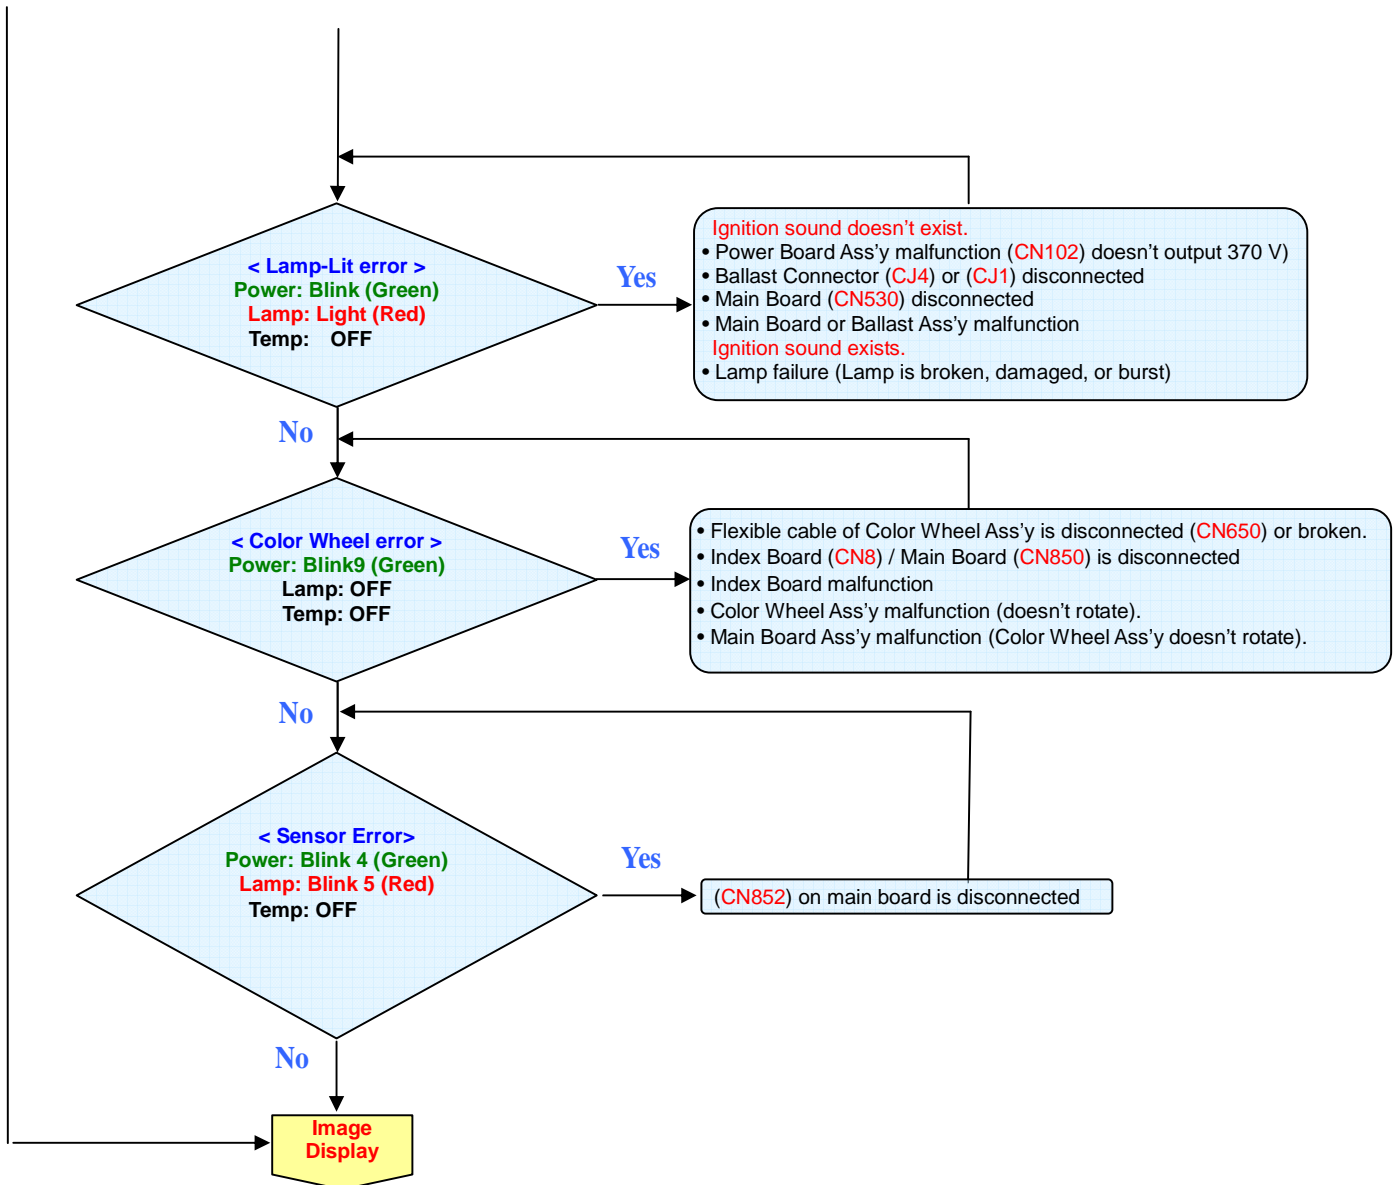 < Lamp-Lit error >
Power: Blink (Green)
Lamp: Light (Red)
Temp: OFF
Yes
Ignition sound doesn't exist.
• Power Board Ass'y malfunction (CN102) doesn't output 370 V)
• Ballast Connector (CJ4) or (CJ1) disconnected
• Main Board (CN530) disconnected
• Main Board or Ballast Ass'y malfunction
Ignition sound exists.
• Lamp failure (Lamp is broken, damaged, or burst)
No
< Color Wheel error >
Power: Blink9 (Green)
Lamp: OFF
Temp: OFF
Yes
• Flexible cable of Color Wheel Ass'y is disconnected (CN650) or broken.
• Index Board (CN8) / Main Board (CN850) is disconnected
• Index Board malfunction
• Color Wheel Ass'y malfunction (doesn't rotate).
• Main Board Ass'y malfunction (Color Wheel Ass'y doesn't rotate).
No
< Sensor Error>
Power: Blink 4 (Green)
Lamp: Blink 5 (Red)
Temp: OFF
Yes
(CN852) on main board is disconnected
No
Image
Display